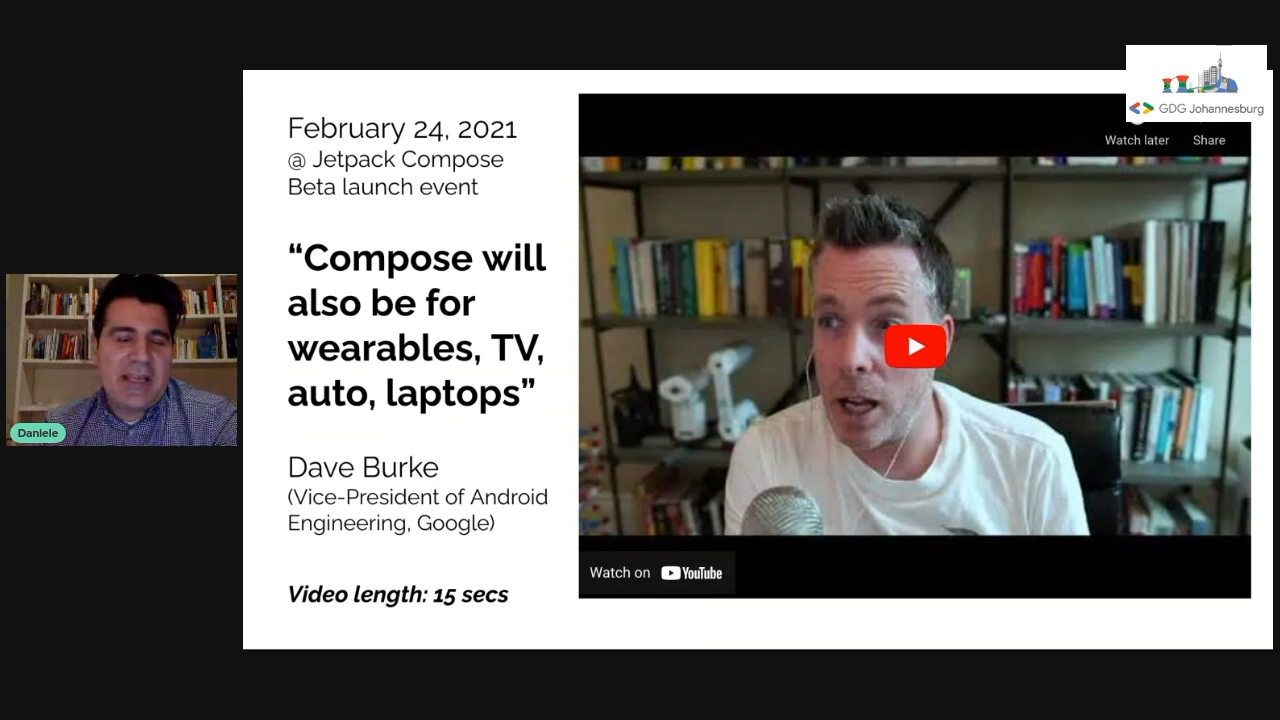 GDG Johannesburg
February 24, 2021
@ Jetpack Compose
Beta launch event
“Compose will
also be for
wearables, TV,
auto, laptops”
Dave Burke
(Vice-President of Android
Engineering, Google)
Video length: 15 secs
Watch later Share
Watch on YouTube
Daniele